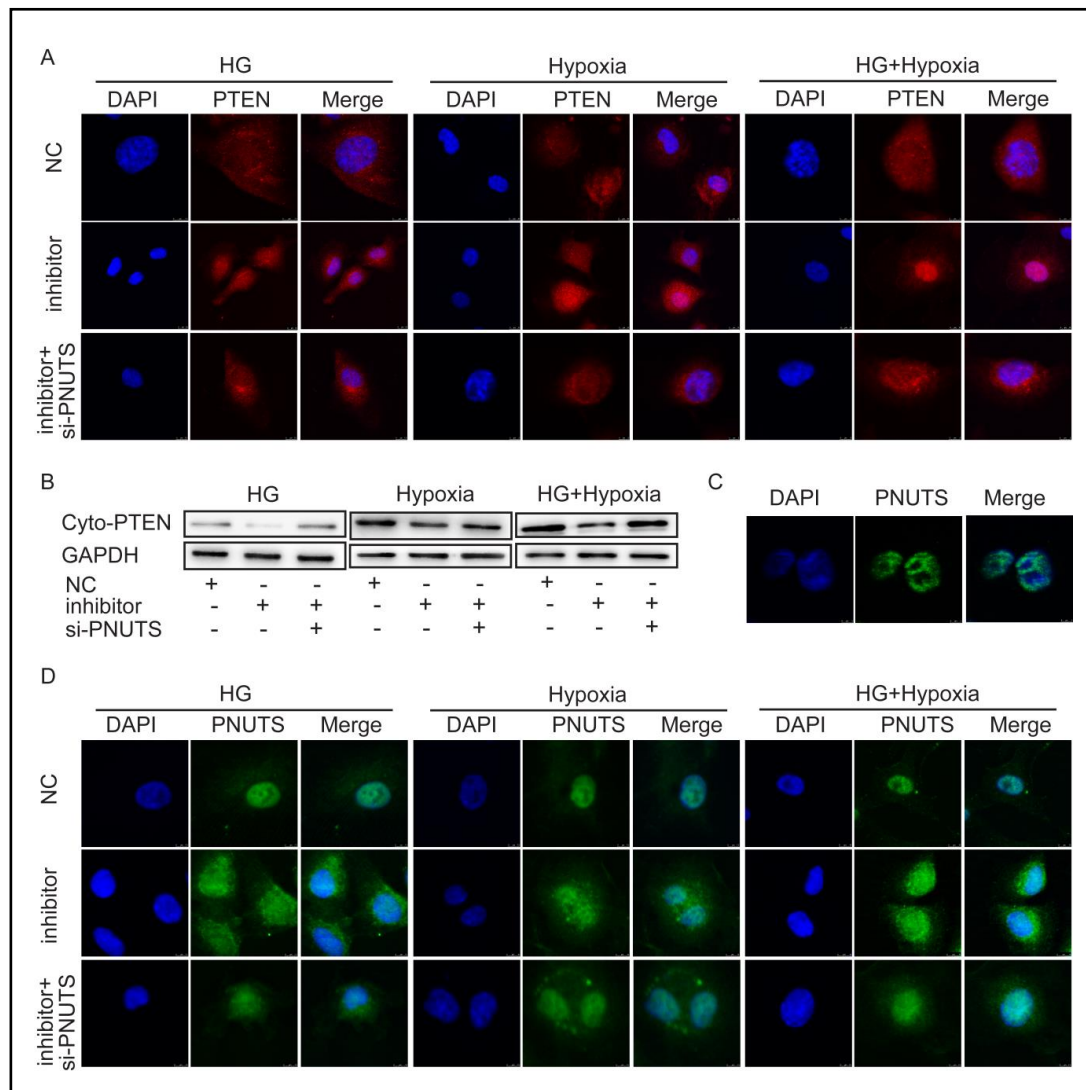 A
HG Hypoxia HG+Hypoxia
DAPI PTEN Merge DAPI PTEN Merge DAPI PTEN Merge
NC
inhibitor
inhibitor+
si-PNUTS
B
HG Hypoxia HG+Hypoxia
Cyto-PTEN
GAPDH
NC + - - + - - + - -
inhibitor - + + - + + - + +
si-PNUTS - - + - - + - - +
C
DAPI PNUTS Merge
D
HG Hypoxia HG+Hypoxia
DAPI PNUTS Merge DAPI PNUTS Merge DAPI PNUTS Merge
NC
inhibitor
inhibitor+
si-PNUTS